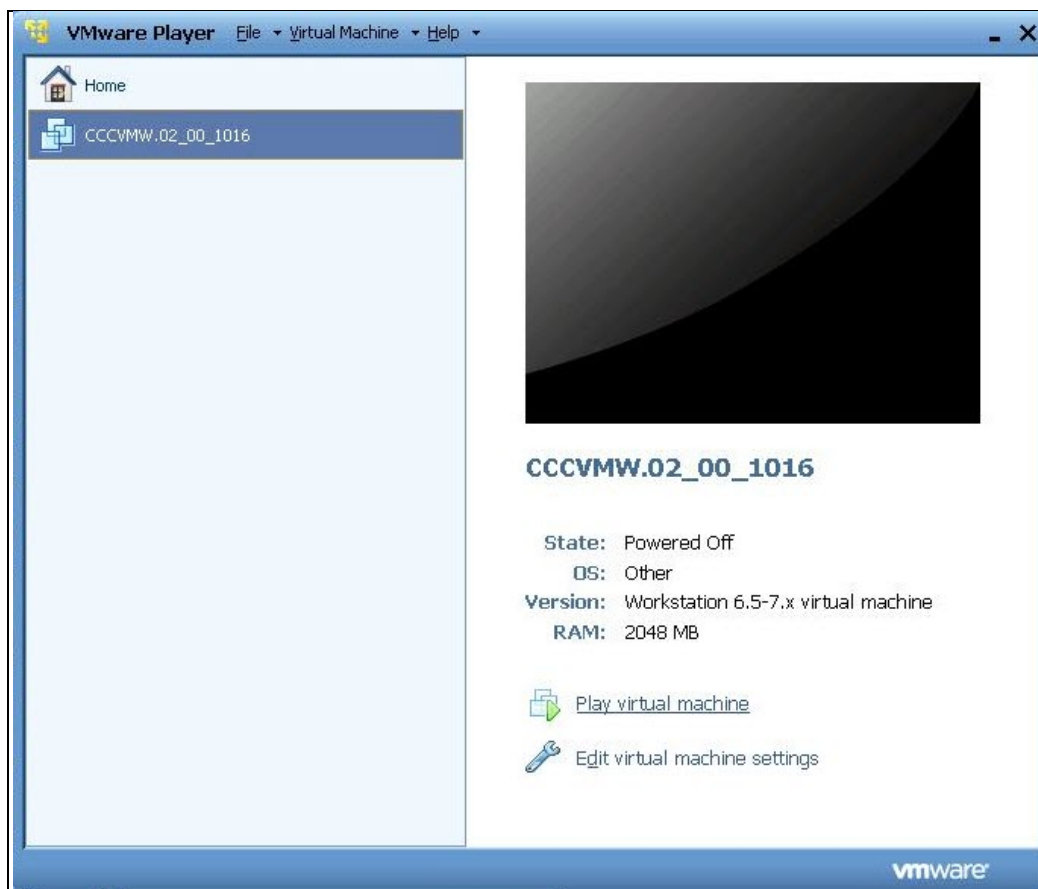 VMware Player File Virtual Machine Help
Home
CCCVMW.02_00_1016
CCCVMW.02_00_1016
State: Powered Off
OS: Other
Version: Workstation 6.5-7.x virtual machine
RAM: 2048 MB
Play virtual machine
Edit virtual machine settings
vmware